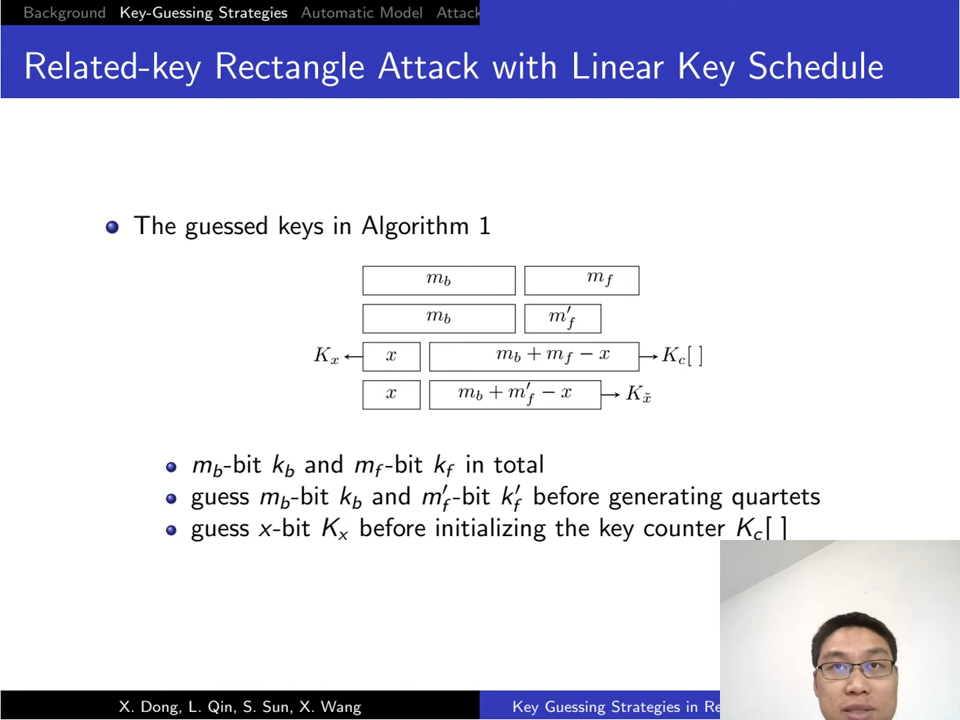 Background Key-Guessing Strategies Automatic Model Attack
Related-key Rectangle Attack with Linear Key Schedule
The guessed keys in Algorithm 1
m_b m_f
m_b m'_f
K_x ← x m_b + m_f − x → K_c[ ]
x m_b + m'_f − x → K_x̃
m_b-bit k_b and m_f-bit k_f in total
guess m_b-bit k_b and m'_f-bit k'_f before generating quartets
guess x-bit K_x before initializing the key counter K_c[ ]
X. Dong, L. Qin, S. Sun, X. Wang Key Guessing Strategies in Re